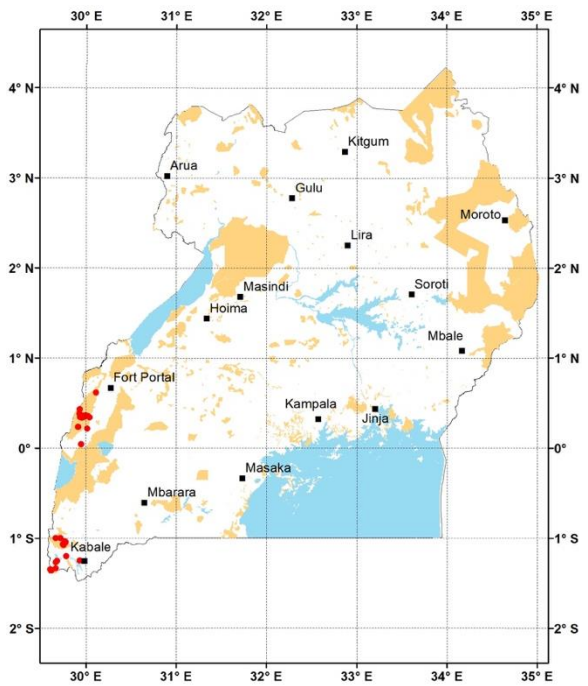 30° E 31° E 32° E 33° E 34° E 35° E
4° N 4° N
Kitgum
Arua
3° N 3° N
Gulu
Moroto
Lira
2° N 2° N
Masindi
Soroti
Hoima
Mbale
1° N 1° N
Fort Portal
Kampala
Jinja
0° 0°
Masaka
Mbarara
1° S 1° S
Kabale
2° S 2° S
30° E 31° E 32° E 33° E 34° E 35° E